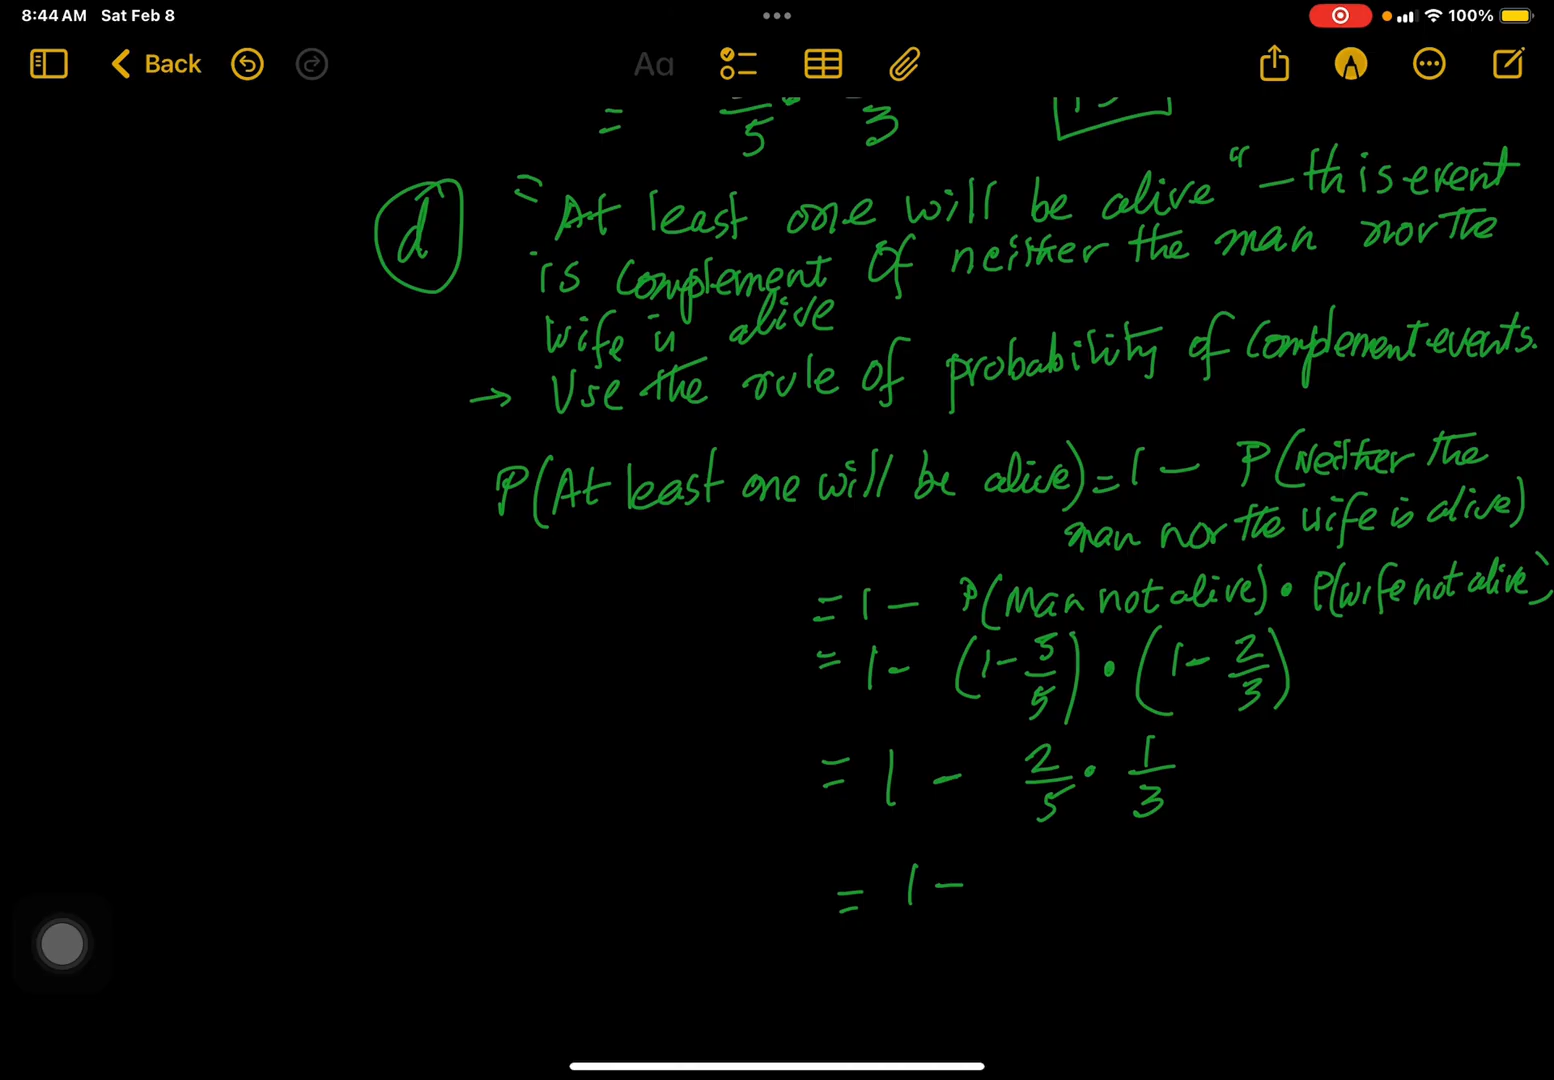 8:44 AM Sat Feb 8
100%
Back
Aa
= 5 . 3
d "At least one will be alive" - this event
is complement of neither the man nor the
wife is alive
→ Use the rule of probability of complement events.
P(At least one will be alive) = 1 - P(Neither the
man nor the wife is alive)
= 1 - P(Man not alive) • P(wife not alive)
= 1 - (1 - 3/5) • (1 - 2/3)
= 1 - 2/5 • 1/3
= 1 -